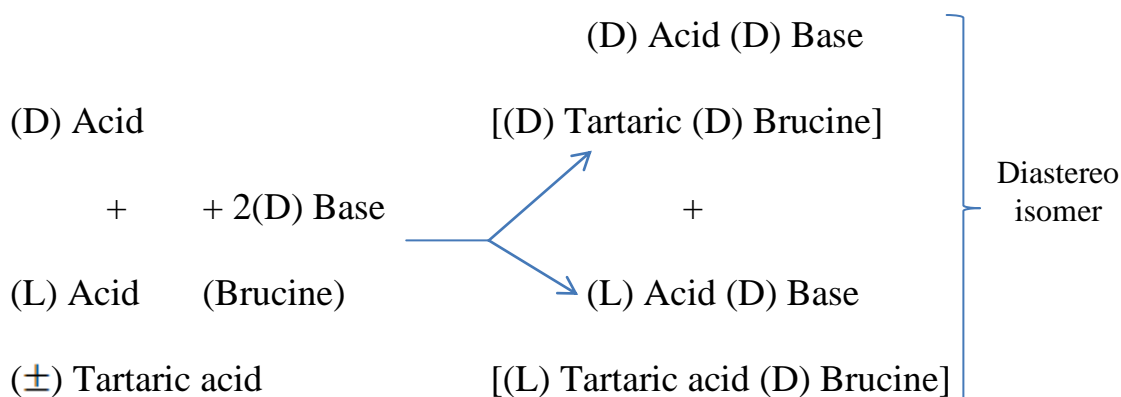 (D) Acid (D) Base
(D) Acid [(D) Tartaric (D) Brucine]
+ + 2(D) Base +
(L) Acid (Brucine) (L) Acid (D) Base
(±) Tartaric acid [(L) Tartaric acid (D) Brucine]
Diastereo
isomer